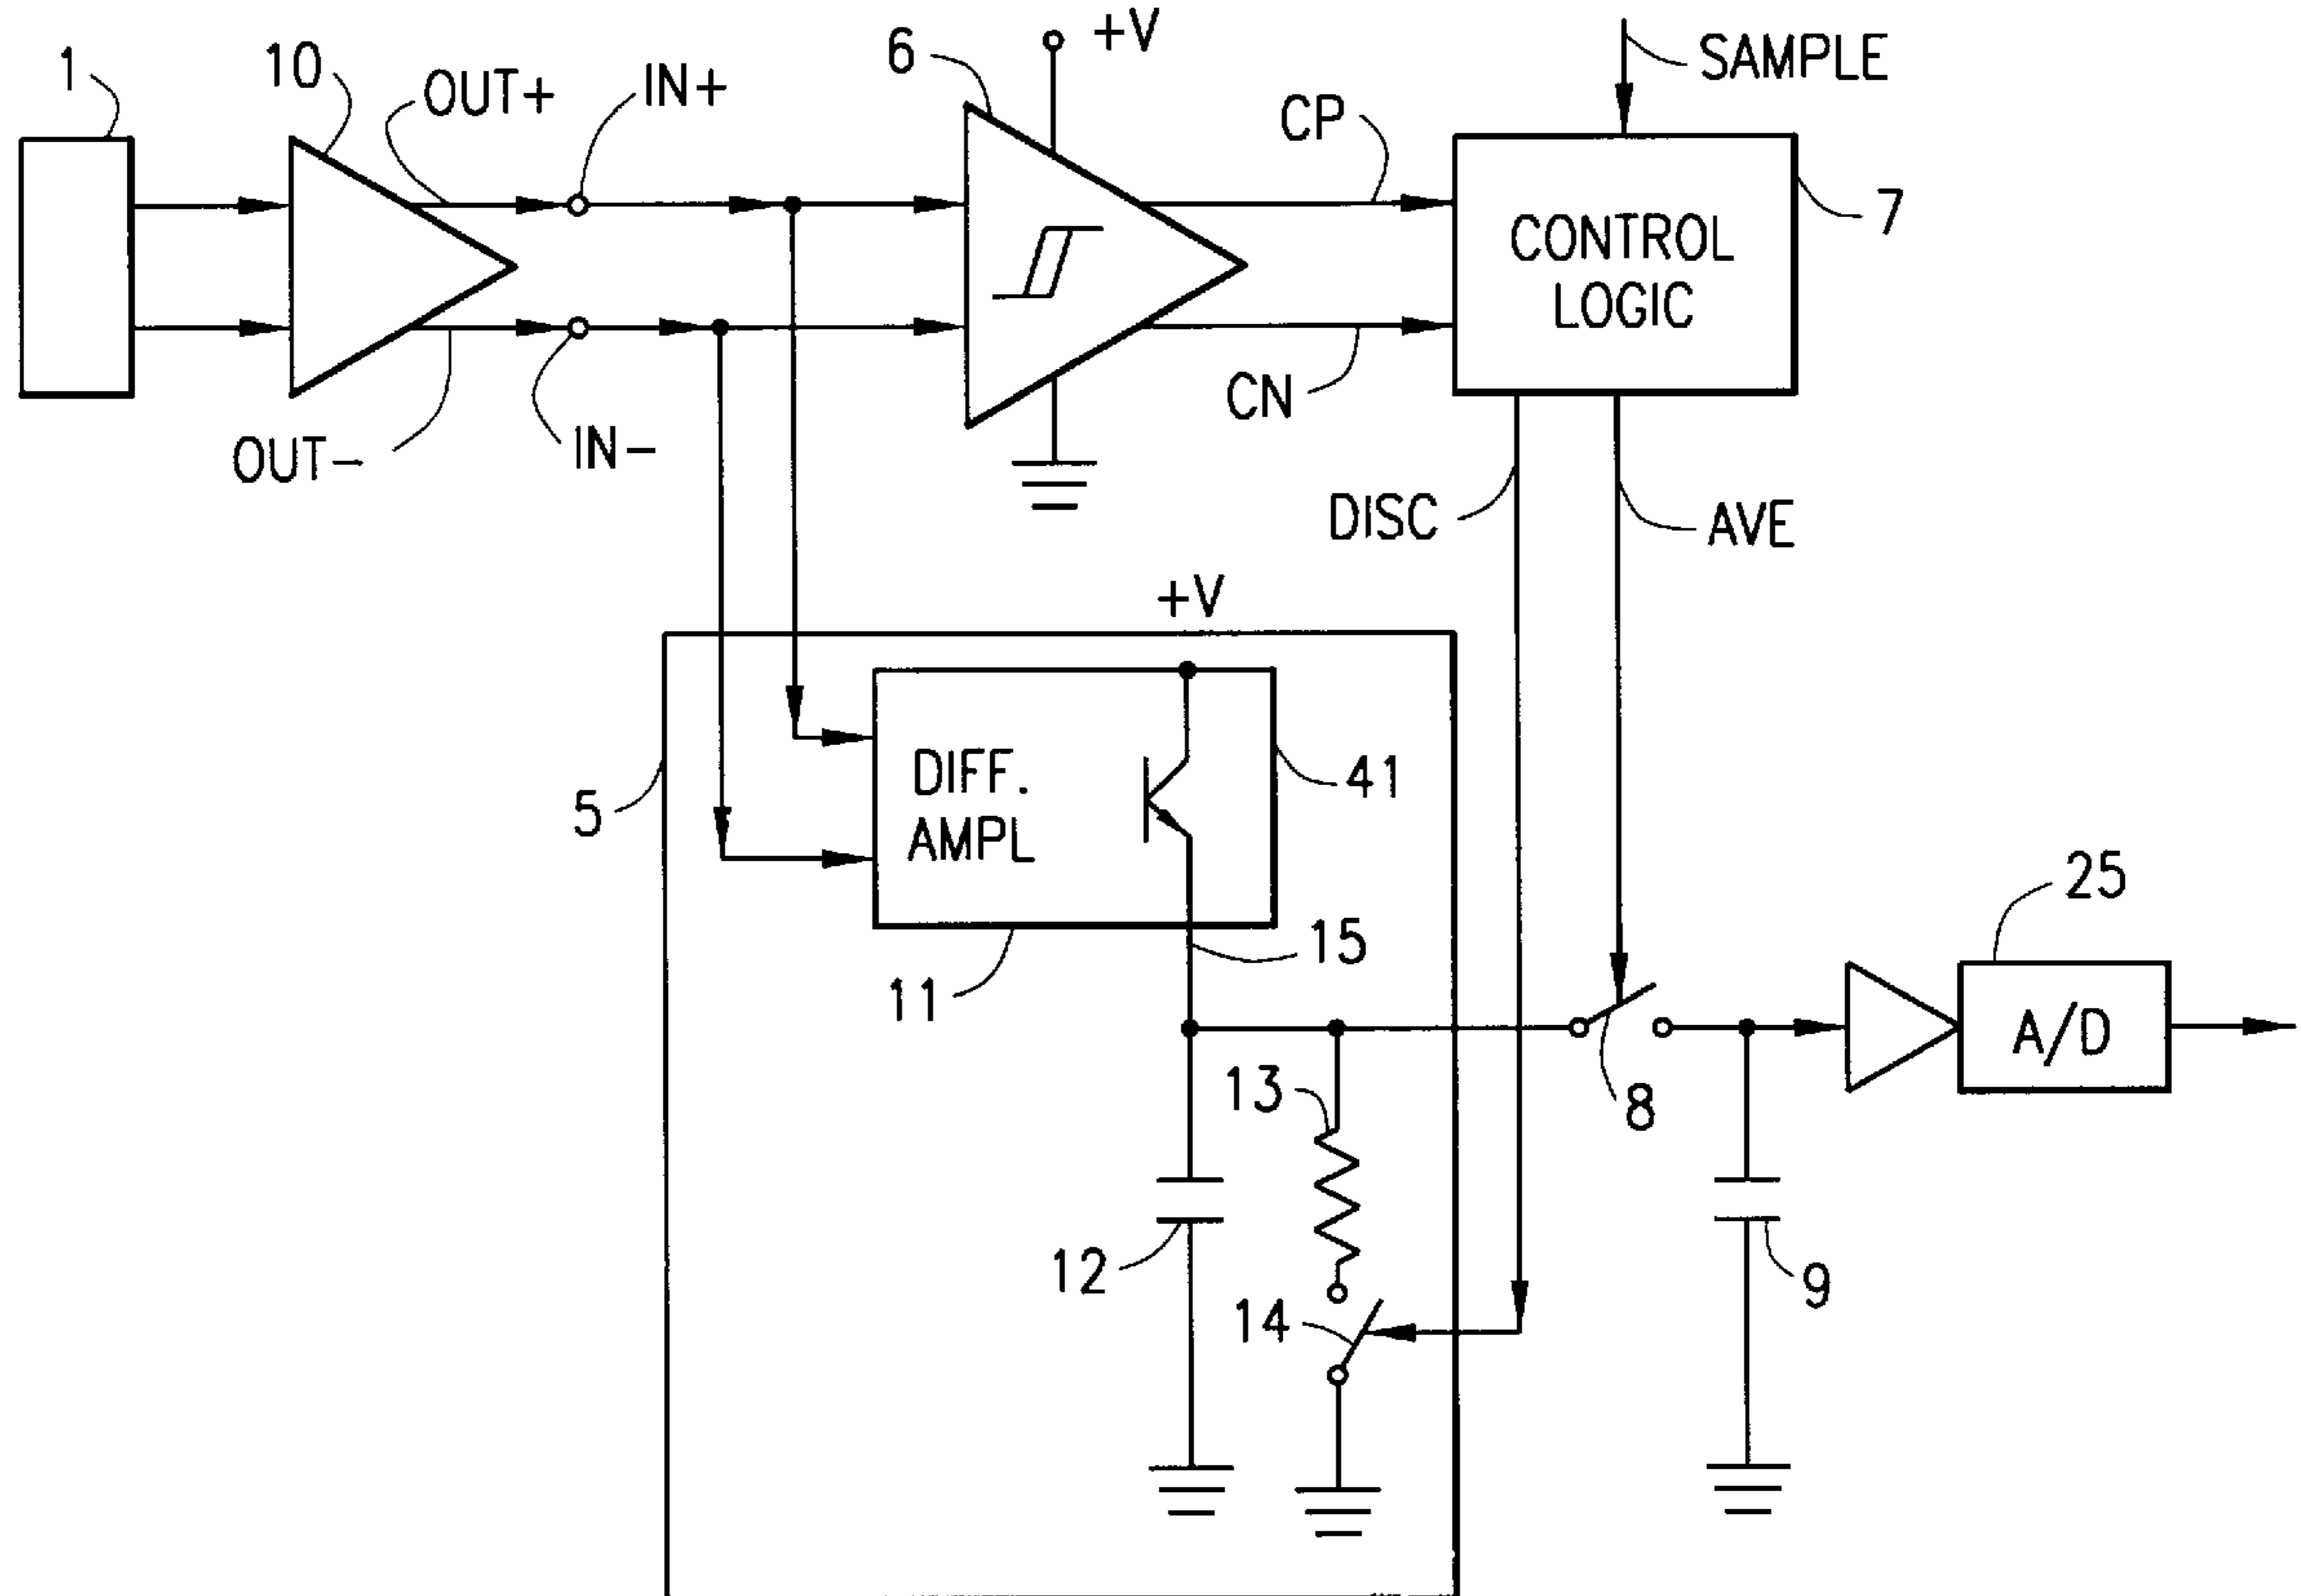 1
10
OUT+
IN+
6
+V
SAMPLE
CP
CONTROL
LOGIC
7
OUT-
IN-
CN
DISC
AVE
+V
5
DIFF.
AMPL
41
15
11
25
A/D
13
8
12
14
9